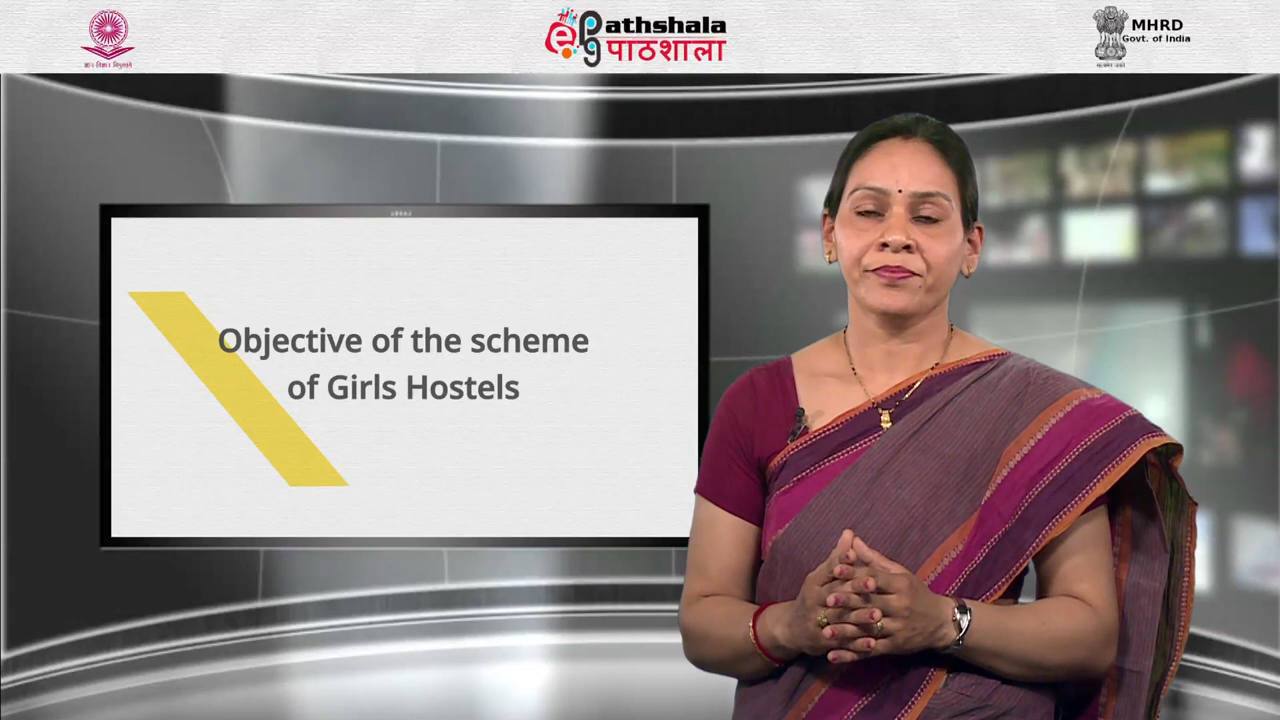 athshala
पाठशाला
MHRD
Govt. of India
Objective of the scheme
of Girls Hostels